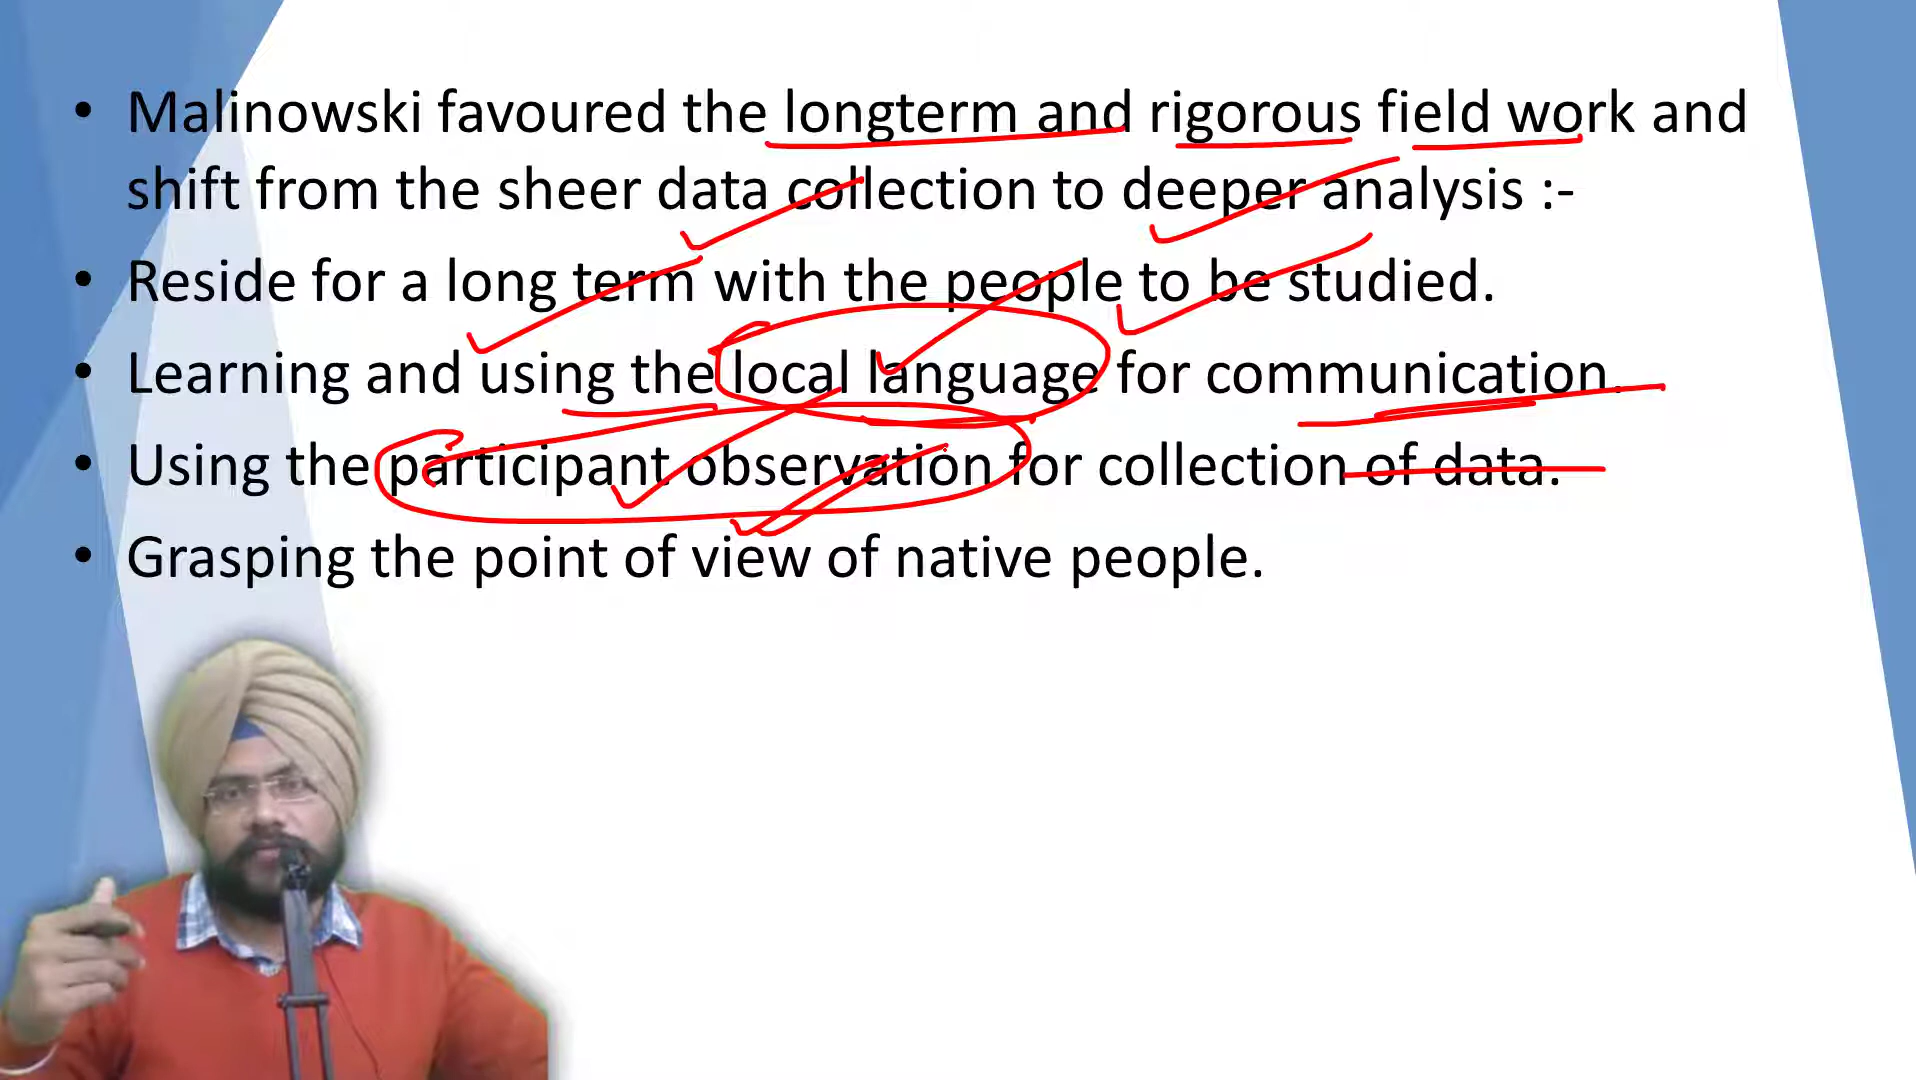 • Malinowski favoured the longterm and rigorous field work and
shift from the sheer data collection to deeper analysis :-
• Reside for a long term with the people to be studied.
• Learning and using the local language for communication.
• Using the participant observation for collection of data.
• Grasping the point of view of native people.